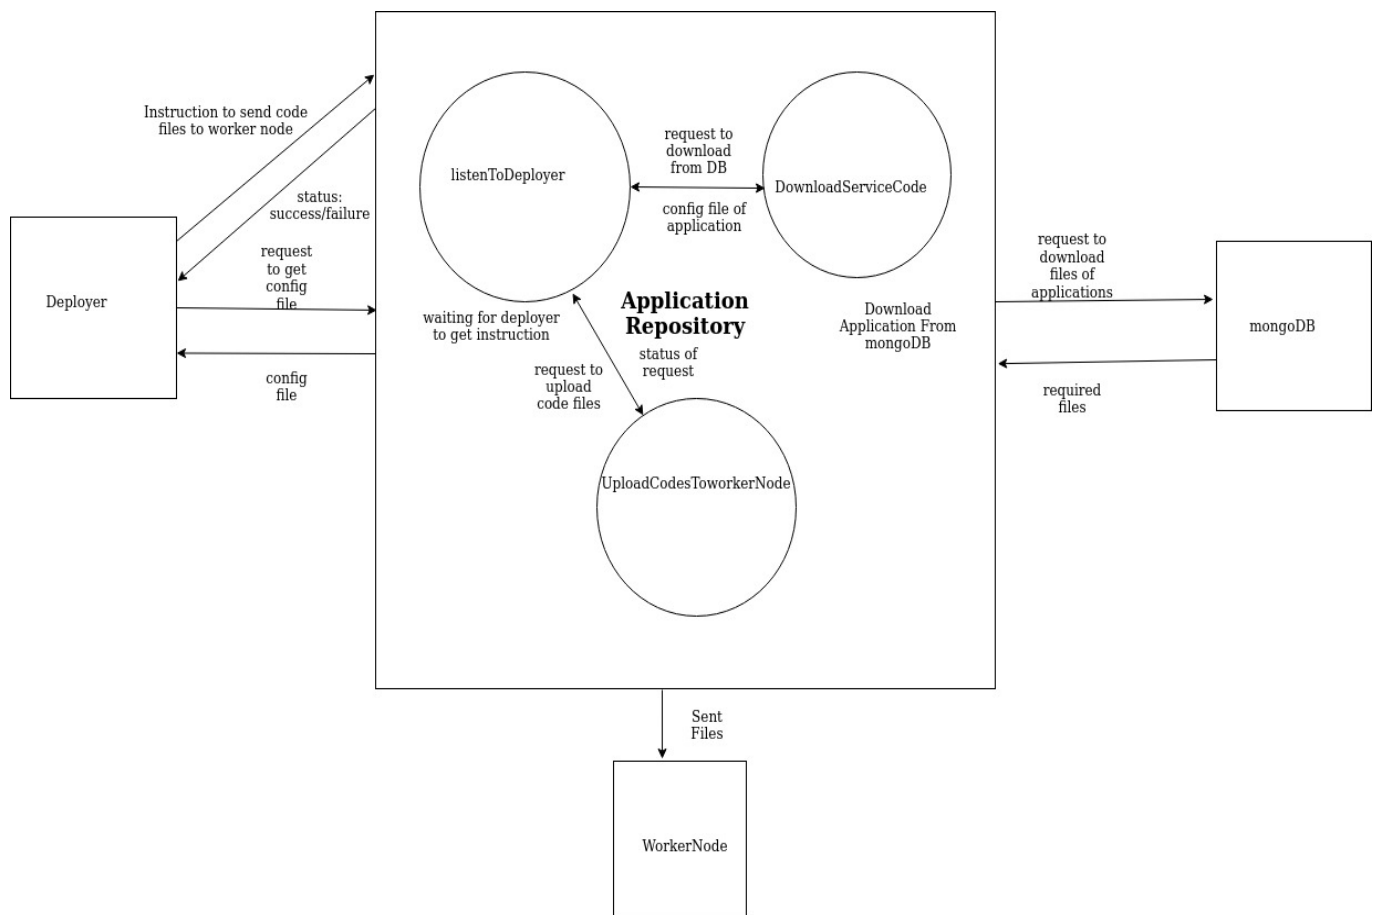 Instruction to send code
files to worker node
status:
success/failure
request
to get
config
file
Deployer
config
file
listenToDeployer
request to
download
from DB
config file of
application
DownloadServiceCode
waiting for deployer
to get instruction
Application
Repository
Download
Application From
mongoDB
status of
request
request to
upload
code files
UploadCodesToworkerNode
request to
download
files of
applications
mongoDB
required
files
Sent
Files
WorkerNode